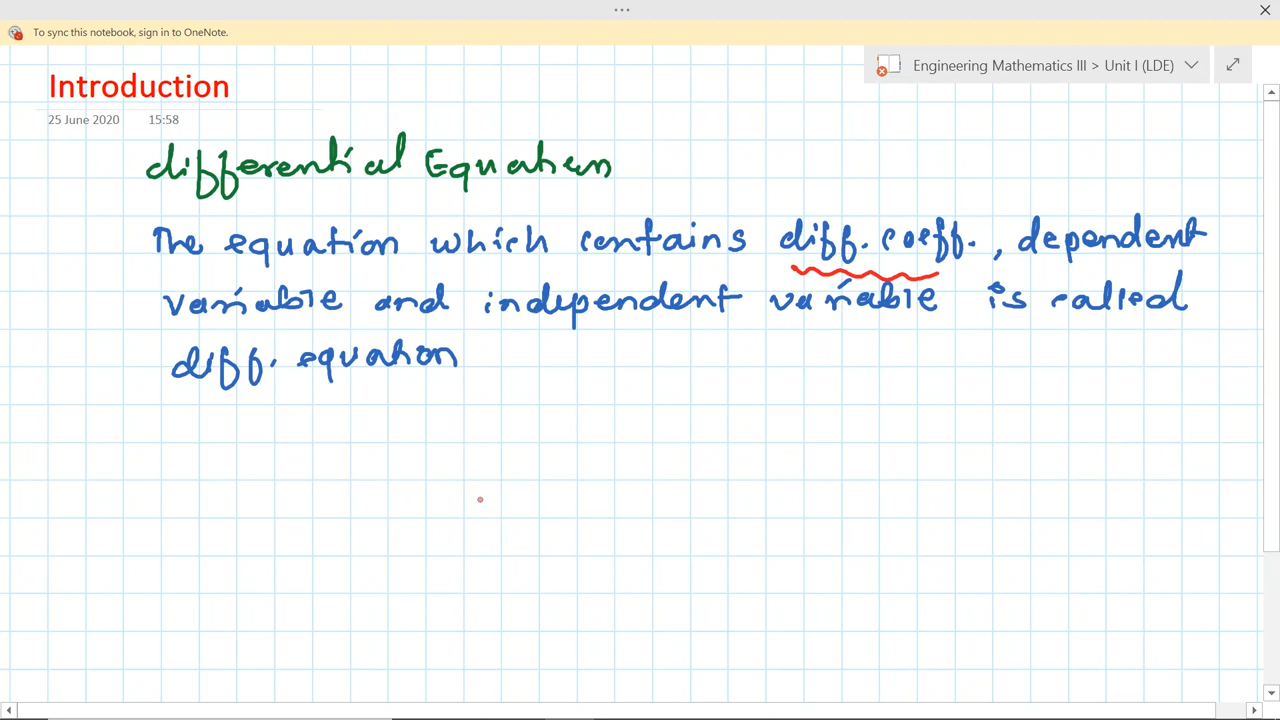 To sync this notebook, sign in to OneNote.
Introduction
Engineering Mathematics III > Unit I (LDE)
25 June 2020 15:58
differential Equation
The equation which contains diff. coeff., dependent
variable and independent variable is called
diff. equation